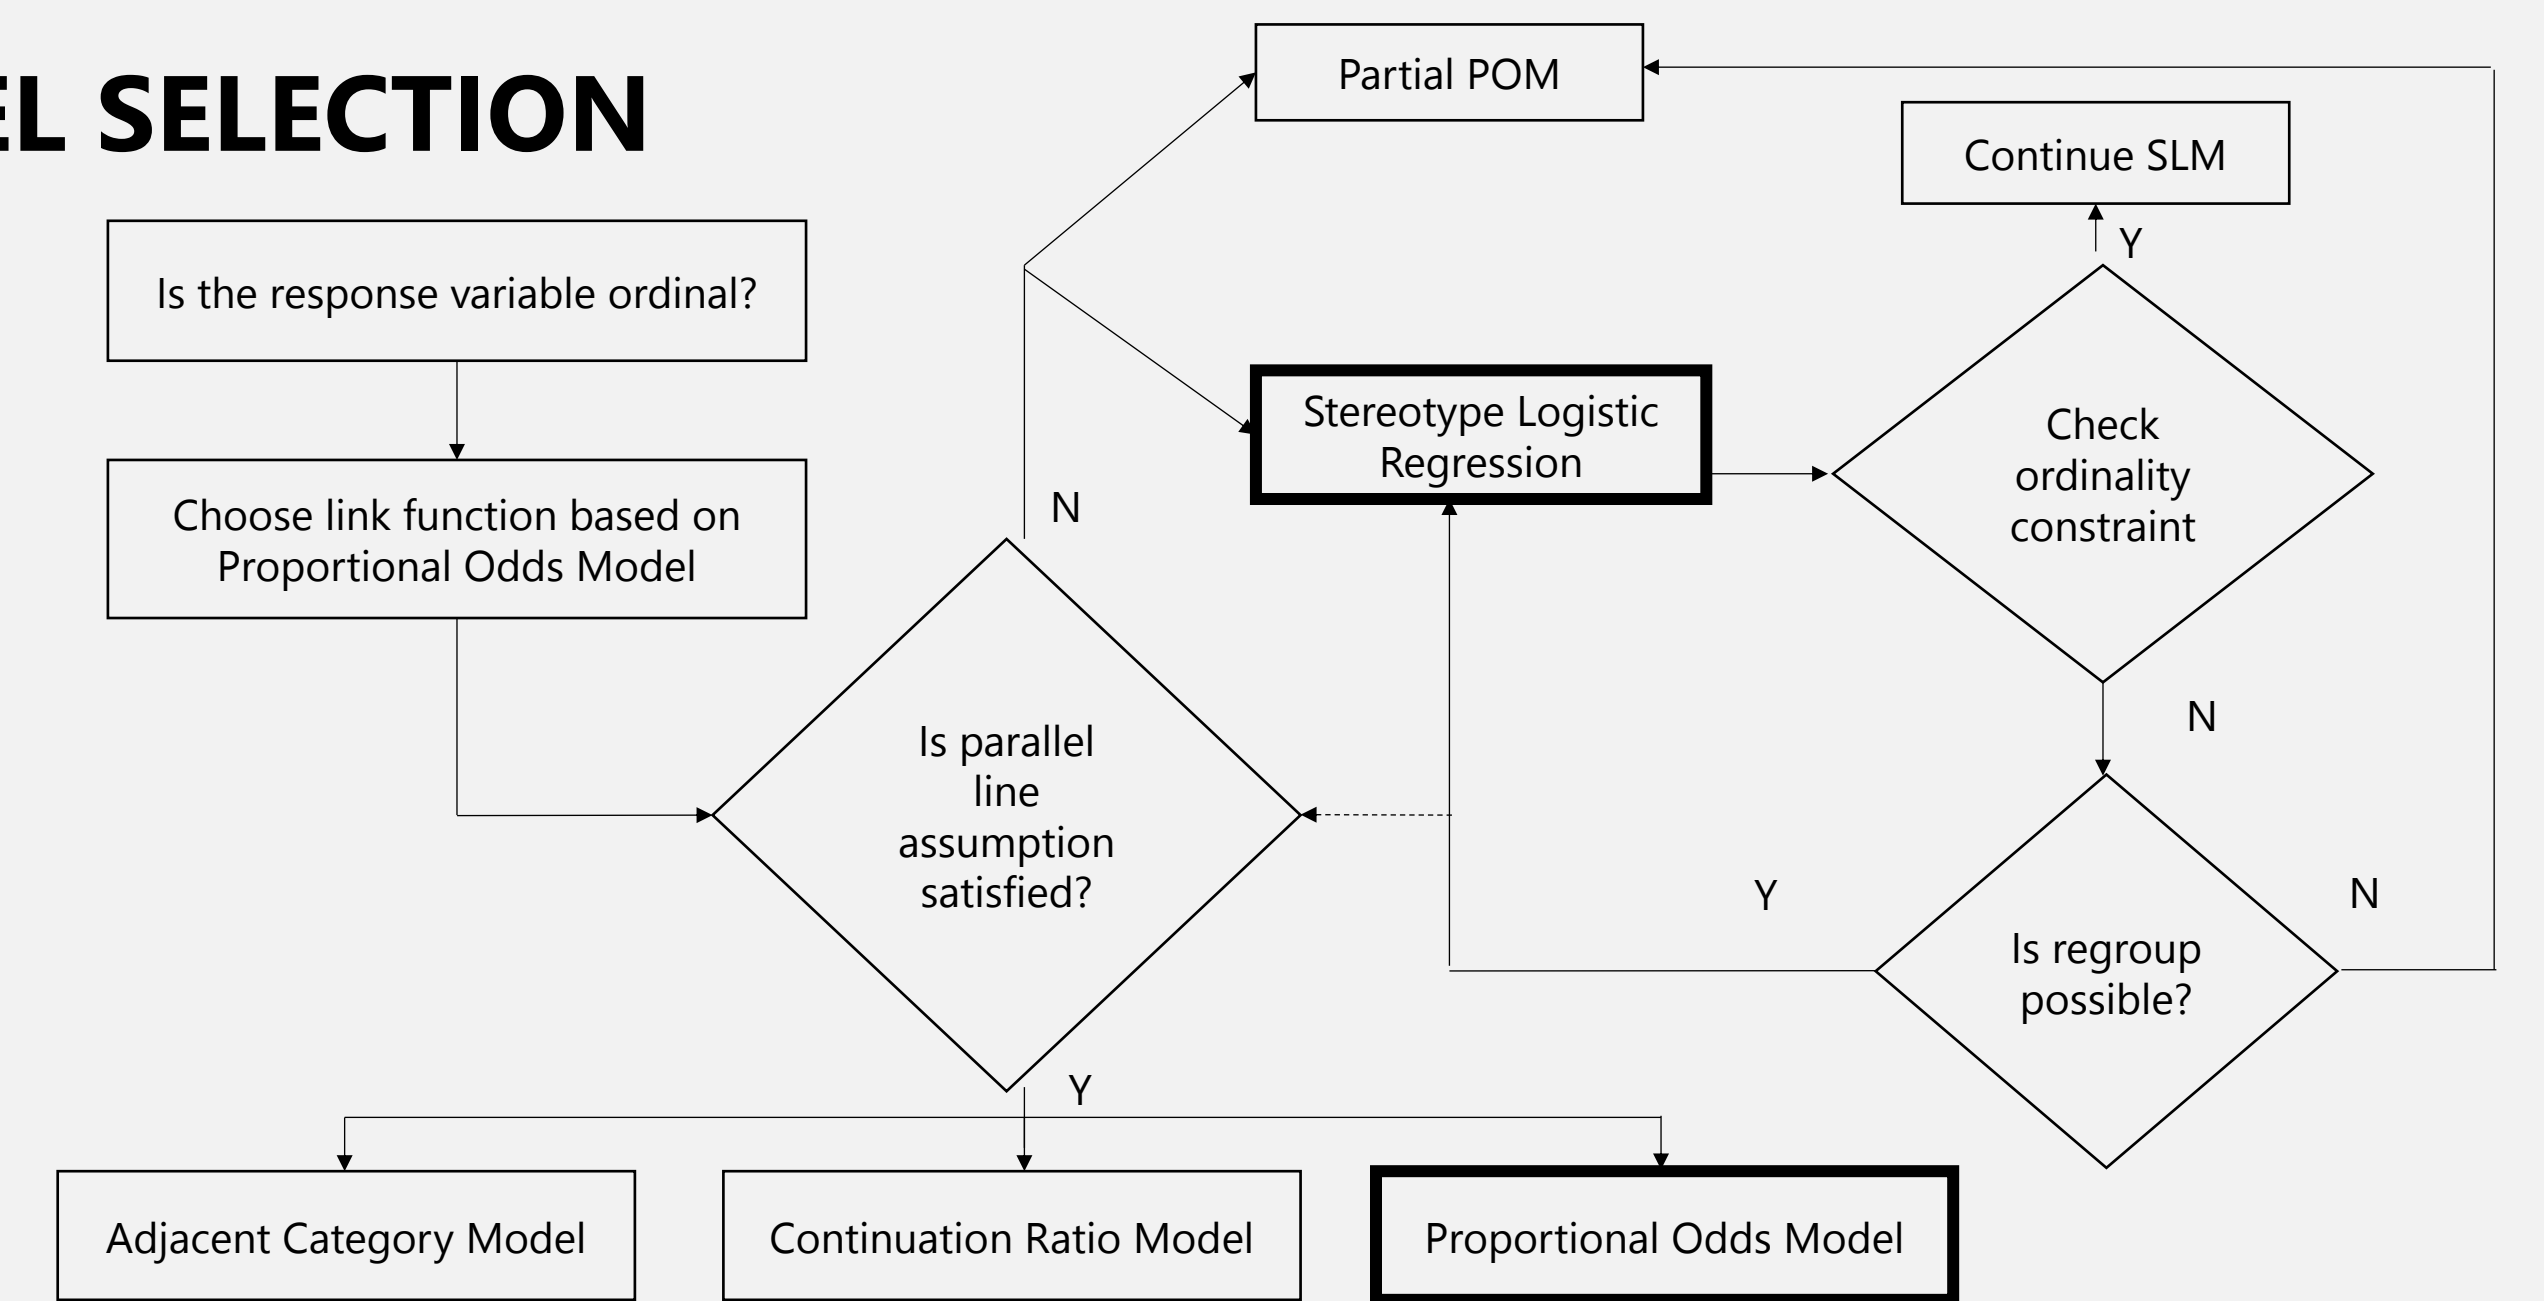 EL SELECTION
Partial POM
Continue SLM
Y
Is the response variable ordinal?
Stereotype Logistic
Regression
Check
ordinality
constraint
Choose link function based on
Proportional Odds Model
N
N
Is parallel
line
assumption
satisfied?
Y
N
Is regroup
possible?
Y
Adjacent Category Model
Continuation Ratio Model
Proportional Odds Model